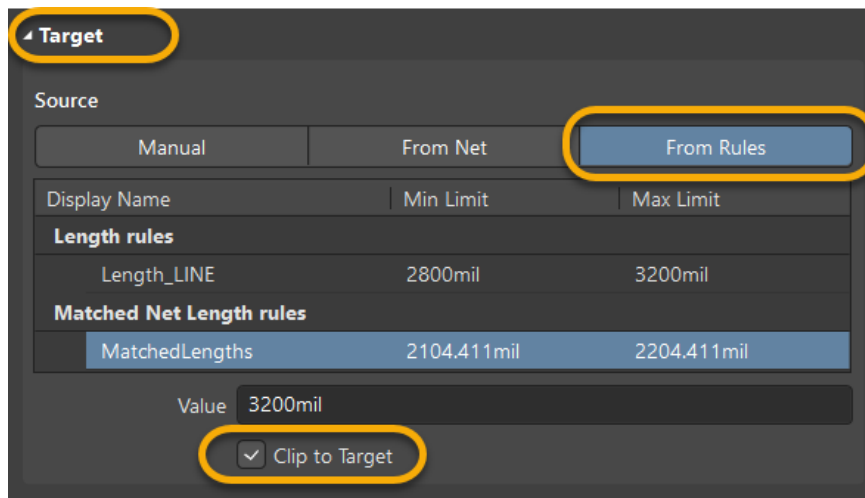 Target
Source
Manual From Net From Rules
Display Name Min Limit Max Limit
Length rules
Length_LINE 2800mil 3200mil
Matched Net Length rules
MatchedLengths 2104.411mil 2204.411mil
Value 3200mil
Clip to Target